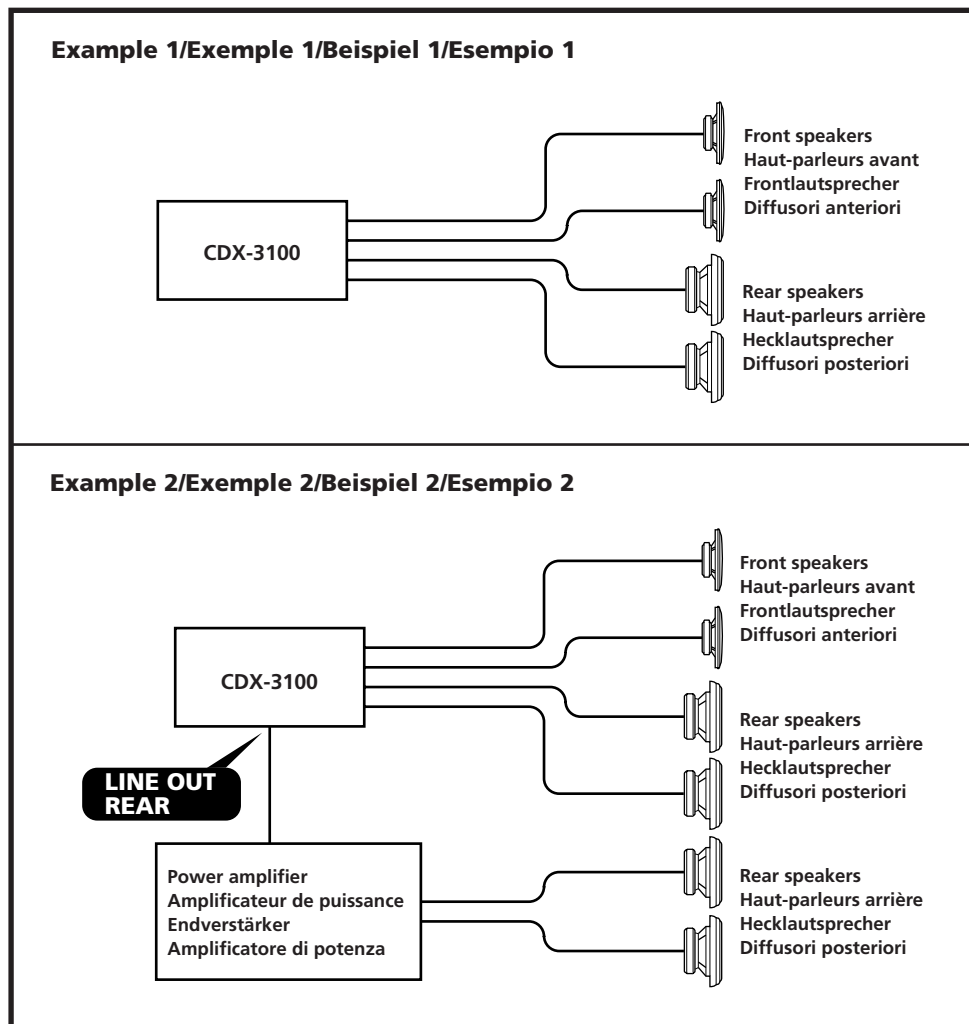 Example 1/Exemple 1/Beispiel 1/Esempio 1
CDX-3100
Front speakers
Haut-parleurs avant
Frontlautsprecher
Diffusori anteriori
Rear speakers
Haut-parleurs arrière
Hecklautsprecher
Diffusori posteriori
Example 2/Exemple 2/Beispiel 2/Esempio 2
CDX-3100
Front speakers
Haut-parleurs avant
Frontlautsprecher
Diffusori anteriori
Rear speakers
Haut-parleurs arrière
Hecklautsprecher
Diffusori posteriori
LINE OUT
REAR
Power amplifier
Amplificateur de puissance
Endverstärker
Amplificatore di potenza
Rear speakers
Haut-parleurs arrière
Hecklautsprecher
Diffusori posteriori